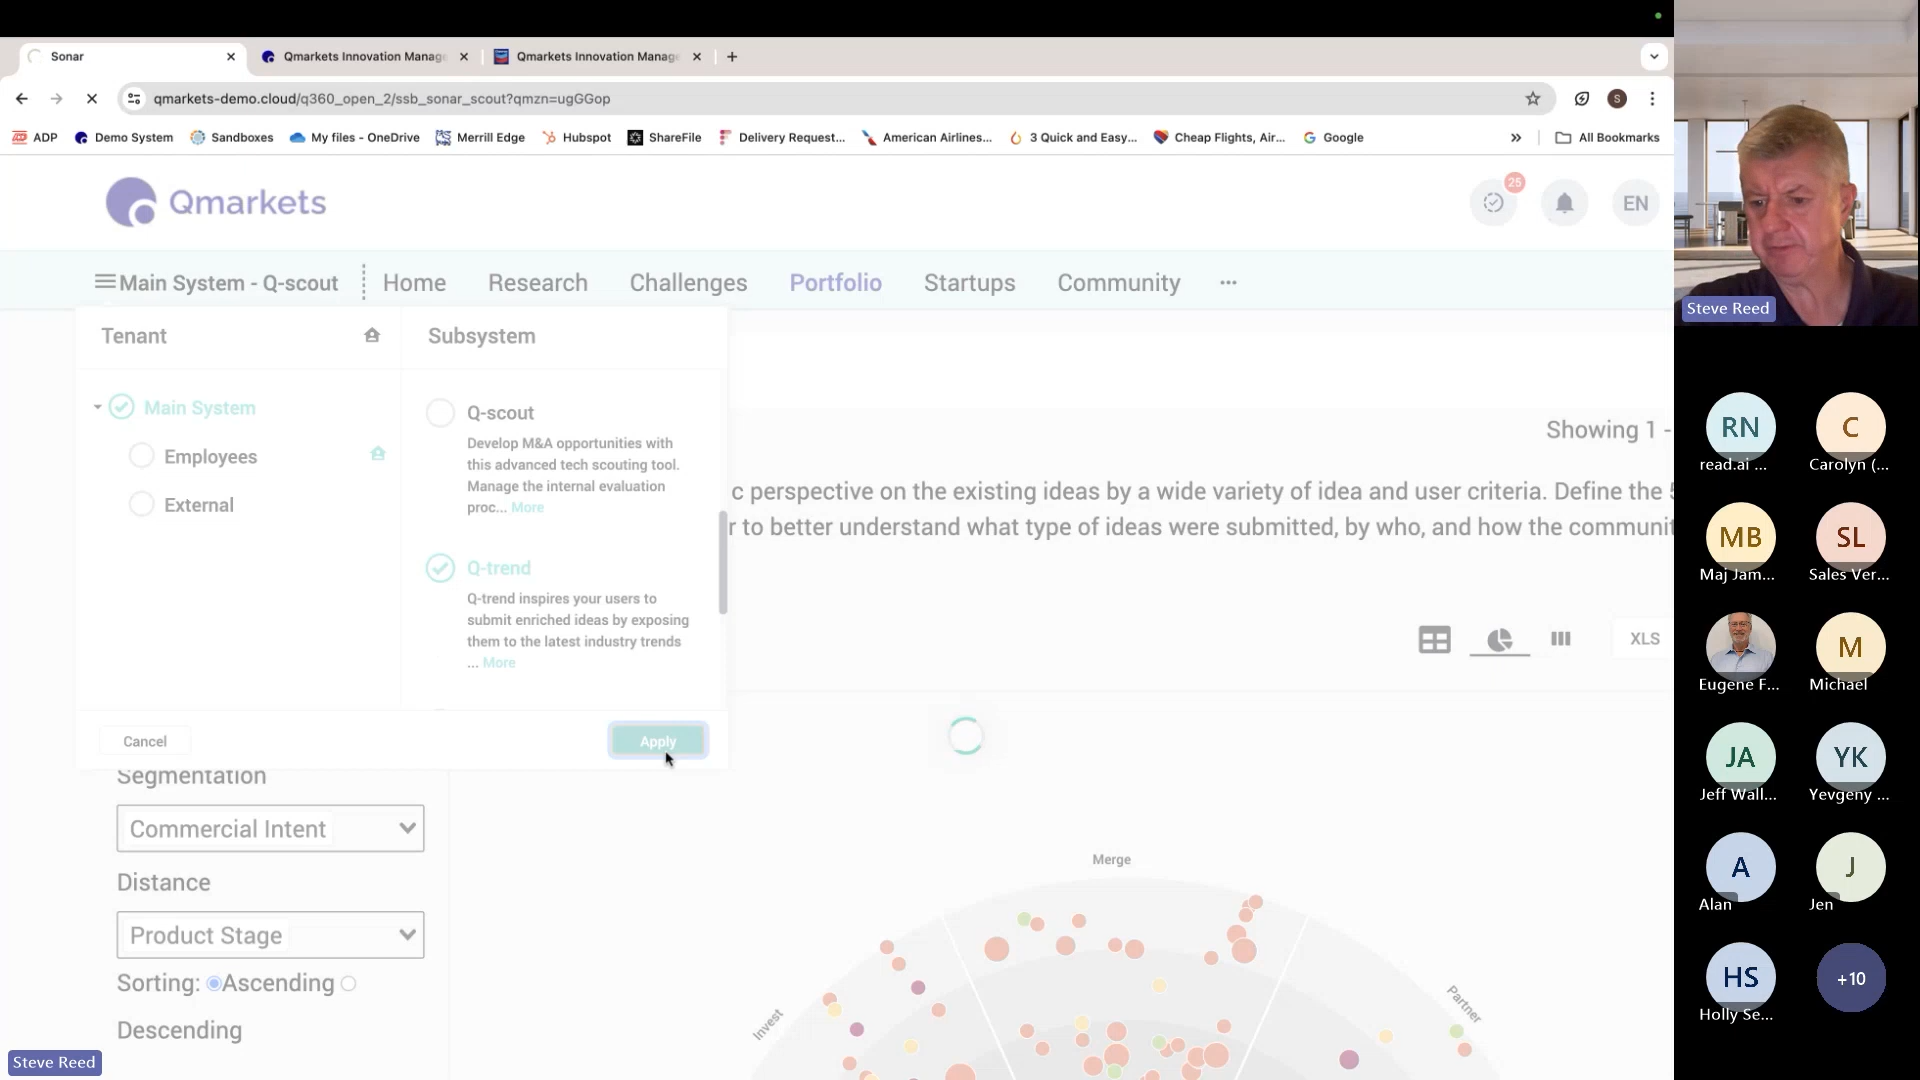 Sonar
Qmarkets Innovation Manag
Qmarkets Innovation Manag
qmarkets-demo.cloud/q360_open_2/ssb_sonar_scout?qmzn=ugGGop
S
ADP
Demo System
Sandboxes
My files - OneDrive
Merrill Edge
Hubspot
ShareFile
Delivery Request...
American Airlines...
3 Quick and Easy...
Cheap Flights, Air...
Google
All Bookmarks
Qmarkets
25
EN
Main System - Q-scout
Home
Research
Challenges
Portfolio
Startups
Community
Tenant
Subsystem
Main System
Employees
External
Q-scout
Develop M&A opportunities with
this advanced tech scouting tool.
Manage the internal evaluation
proc... More
Q-trend
Q-trend inspires your users to
submit enriched ideas by exposing
them to the latest industry trends
... More
Cancel
Apply
Showing 1 -
c perspective on the existing ideas by a wide variety of idea and user criteria. Define the
r to better understand what type of ideas were submitted, by who, and how the communit
XLS
Segmentation
Commercial Intent
Distance
Product Stage
Sorting: Ascending
Descending
Merge
Invest
Partner
Steve Reed
Steve Reed
RN
read.ai ...
C
Carolyn (...
MB
Maj Jam...
SL
Sales Ver...
Eugene F...
M
Michael
JA
Jeff Wall...
YK
Yevgeny ...
A
Alan
J
Jen
HS
Holly Se...
+10